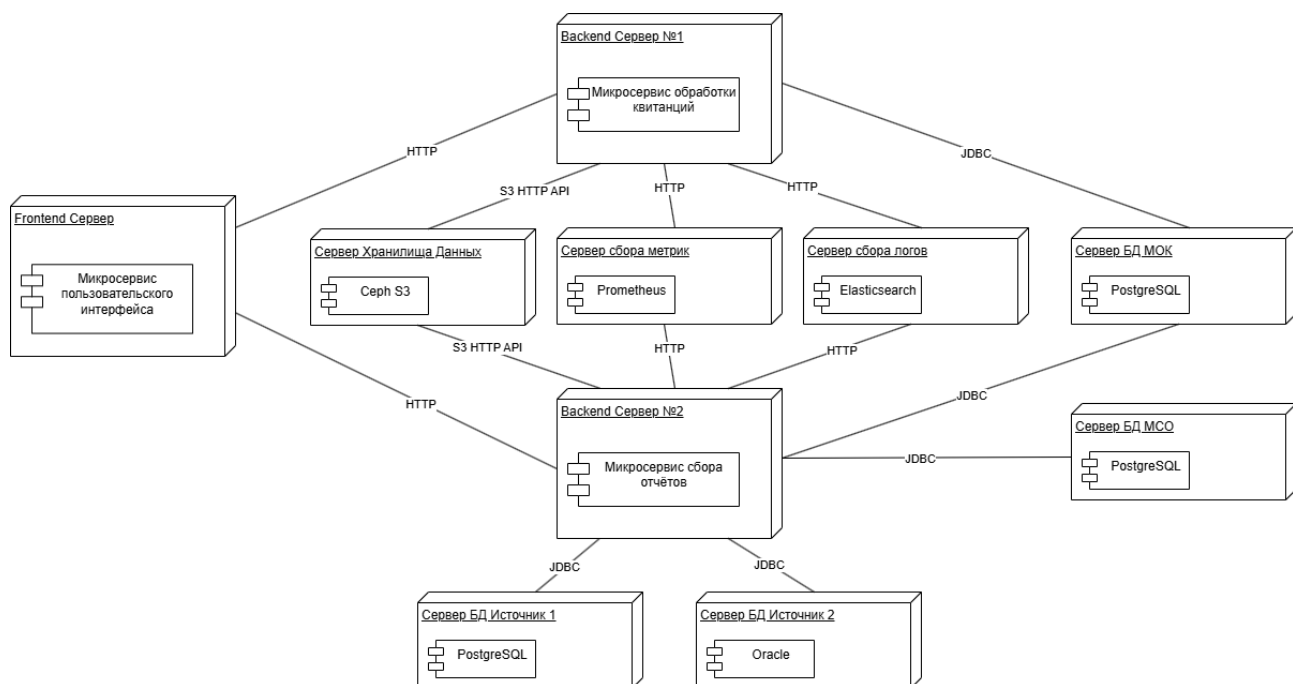 Backend Сервер №1
Микросервис обработки
квитанций
HTTP
JDBC
S3 HTTP API
HTTP
HTTP
Frontend Сервер
Микросервис
пользовательского
интерфейса
Сервер Хранилища Данных
Ceph S3
Сервер сбора метрик
Prometheus
Сервер сбора логов
Elasticsearch
Сервер БД МОК
PostgreSQL
S3 HTTP API
HTTP
HTTP
JDBC
HTTP
Backend Сервер №2
Микросервис сбора
отчётов
JDBC
Сервер БД МСО
PostgreSQL
JDBC
JDBC
Сервер БД Источник 1
PostgreSQL
Сервер БД Источник 2
Oracle